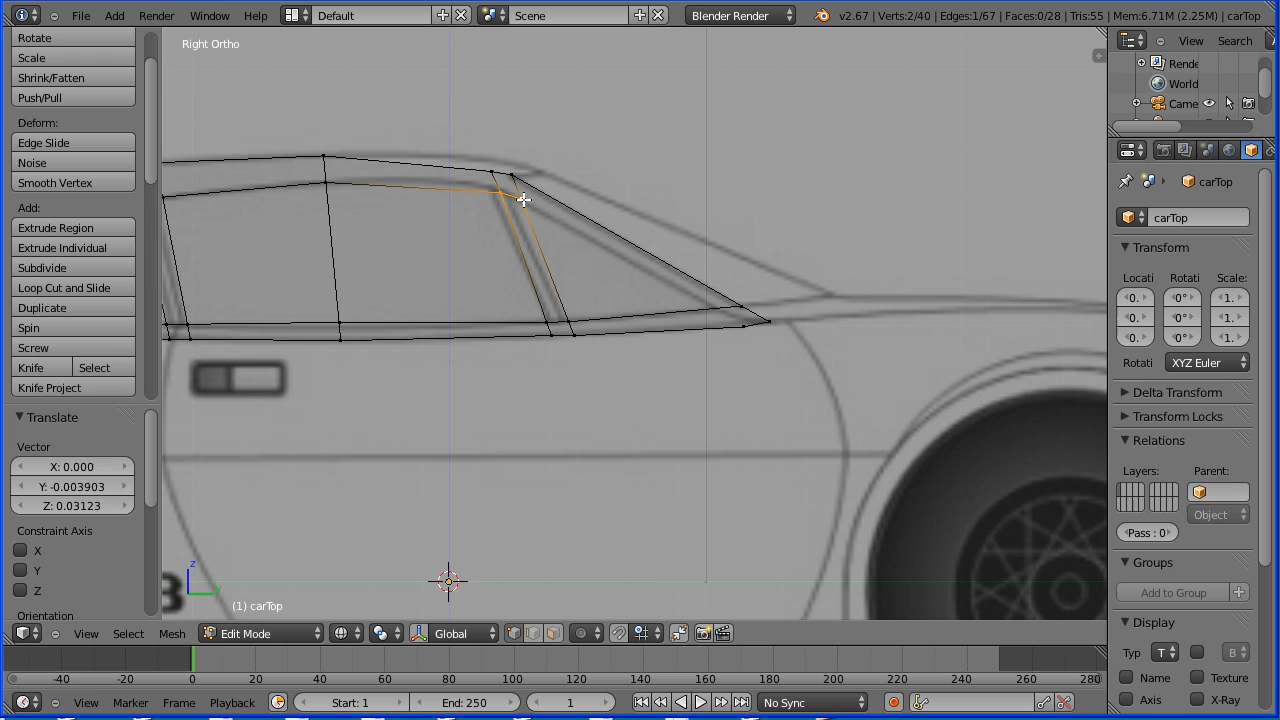 File Add Render Window Help Default Scene Blender Render v2.67 | Verts:2/40 | Edges:1/67 | Faces:0/28 | Tris:55 | Mem:6.71M (2.25M) | carTop
Rotate
Scale
Shrink/Fatten
Push/Pull
Deform:
Edge Slide
Noise
Smooth Vertex
Add:
Extrude Region
Extrude Individual
Subdivide
Loop Cut and Slide
Duplicate
Spin
Screw
Knife Select
Knife Project
Translate
Vector
X: 0.000
Y: -0.003903
Z: 0.03123
Constraint Axis
X
Y
Z
Orientation
Right Ortho
z
(1) carTop
View Search
Rende
World
Came
carTop
carTop
Transform
Locati Rotati Scale:
0. 0° 1.
0. 0° 1.
0. 0° 1.
Rotati XYZ Euler
Delta Transform
Transform Locks
Relations
Layers: Parent:
Object
Pass : 0
Groups
Add to Group
Display
Typ T B
Name Texture
Axis X-Ray
View Select Mesh Edit Mode Global
-40 -20 0 20 40 60 80 100 120 140 160 180 200 220 240 260 280
View Marker Frame Playback Start: 1 End: 250 1 No Sync